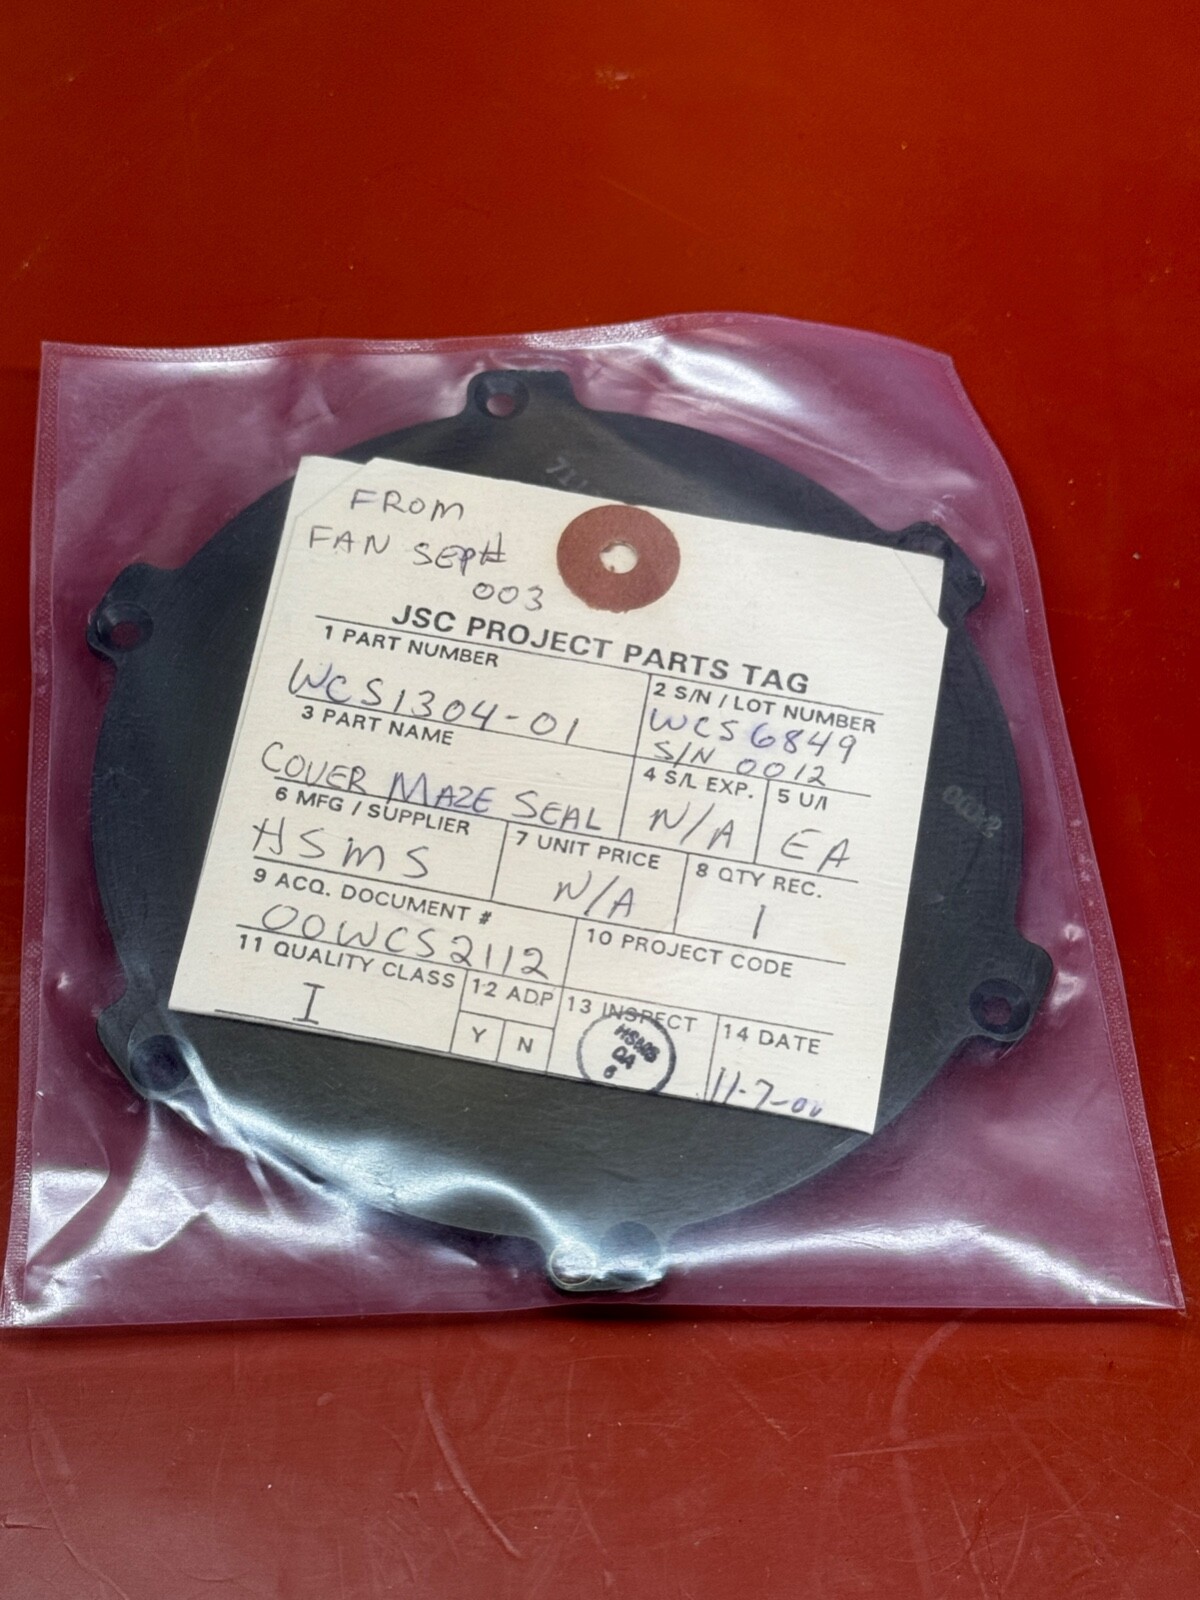 711
FROM
FAN SEP#
003
JSC PROJECT PARTS TAG
1 PART NUMBER
WCS1304-01
2 S/N / LOT NUMBER
WCS 6849
S/N 0012
3 PART NAME
COVER MAZE SEAL
4 S/L EXP.
N/A
5 U/I
EA
6 MFG / SUPPLIER
HSMS
7 UNIT PRICE
N/A
8 QTY REC.
1
9 ACQ. DOCUMENT #
00WCS2112
10 PROJECT CODE
11 QUALITY CLASS
I
12 ADP
Y N
13 INSPECT
QA
14 DATE
11-7-00